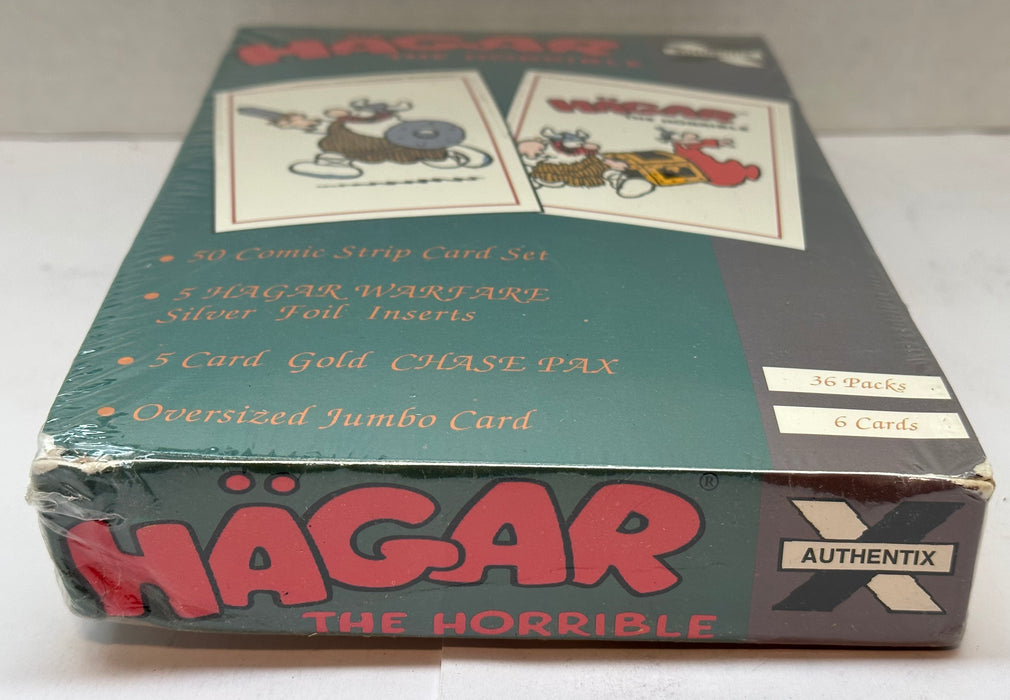 HÄGAR
THE HORRIBLE
HÄGAR
THE HORRIBLE
• 50 Comic Strip Card Set
• 5 HAGAR WARFARE
Silver Foil Inserts
• 5 Card Gold CHASE PAX
• Oversized Jumbo Card
36 Packs
6 Cards
HÄGAR®
THE HORRIBLE
X
AUTHENTIX